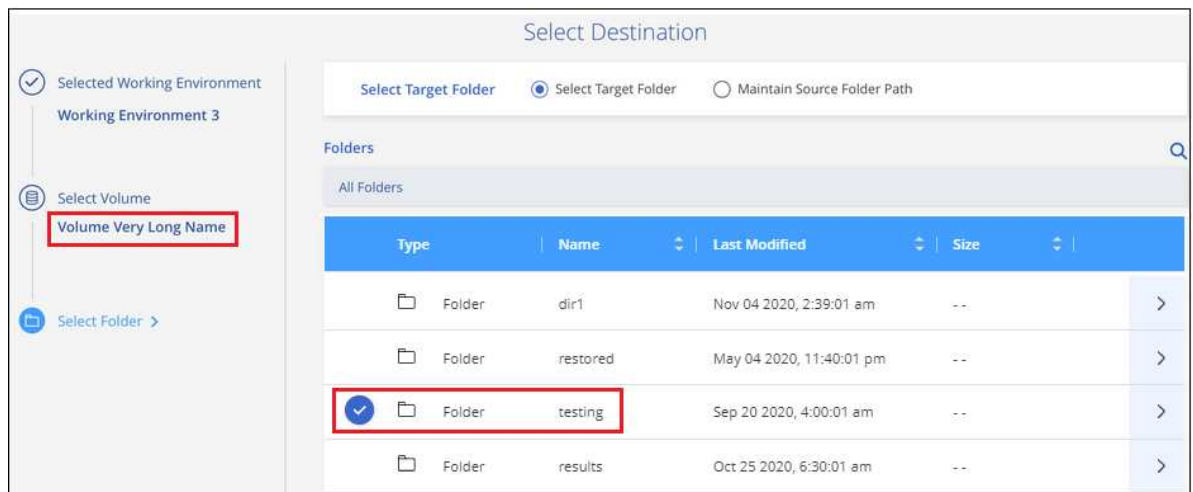 Select Destination
Selected Working Environment
Working Environment 3
Select Volume
Volume Very Long Name
Select Folder >
Select Target Folder Select Target Folder Maintain Source Folder Path
Folders
All Folders
Type Name Last Modified Size
Folder dir1 Nov 04 2020, 2:39:01 am - -
Folder restored May 04 2020, 11:40:01 pm - -
Folder testing Sep 20 2020, 4:00:01 am - -
Folder results Oct 25 2020, 6:30:01 am - -